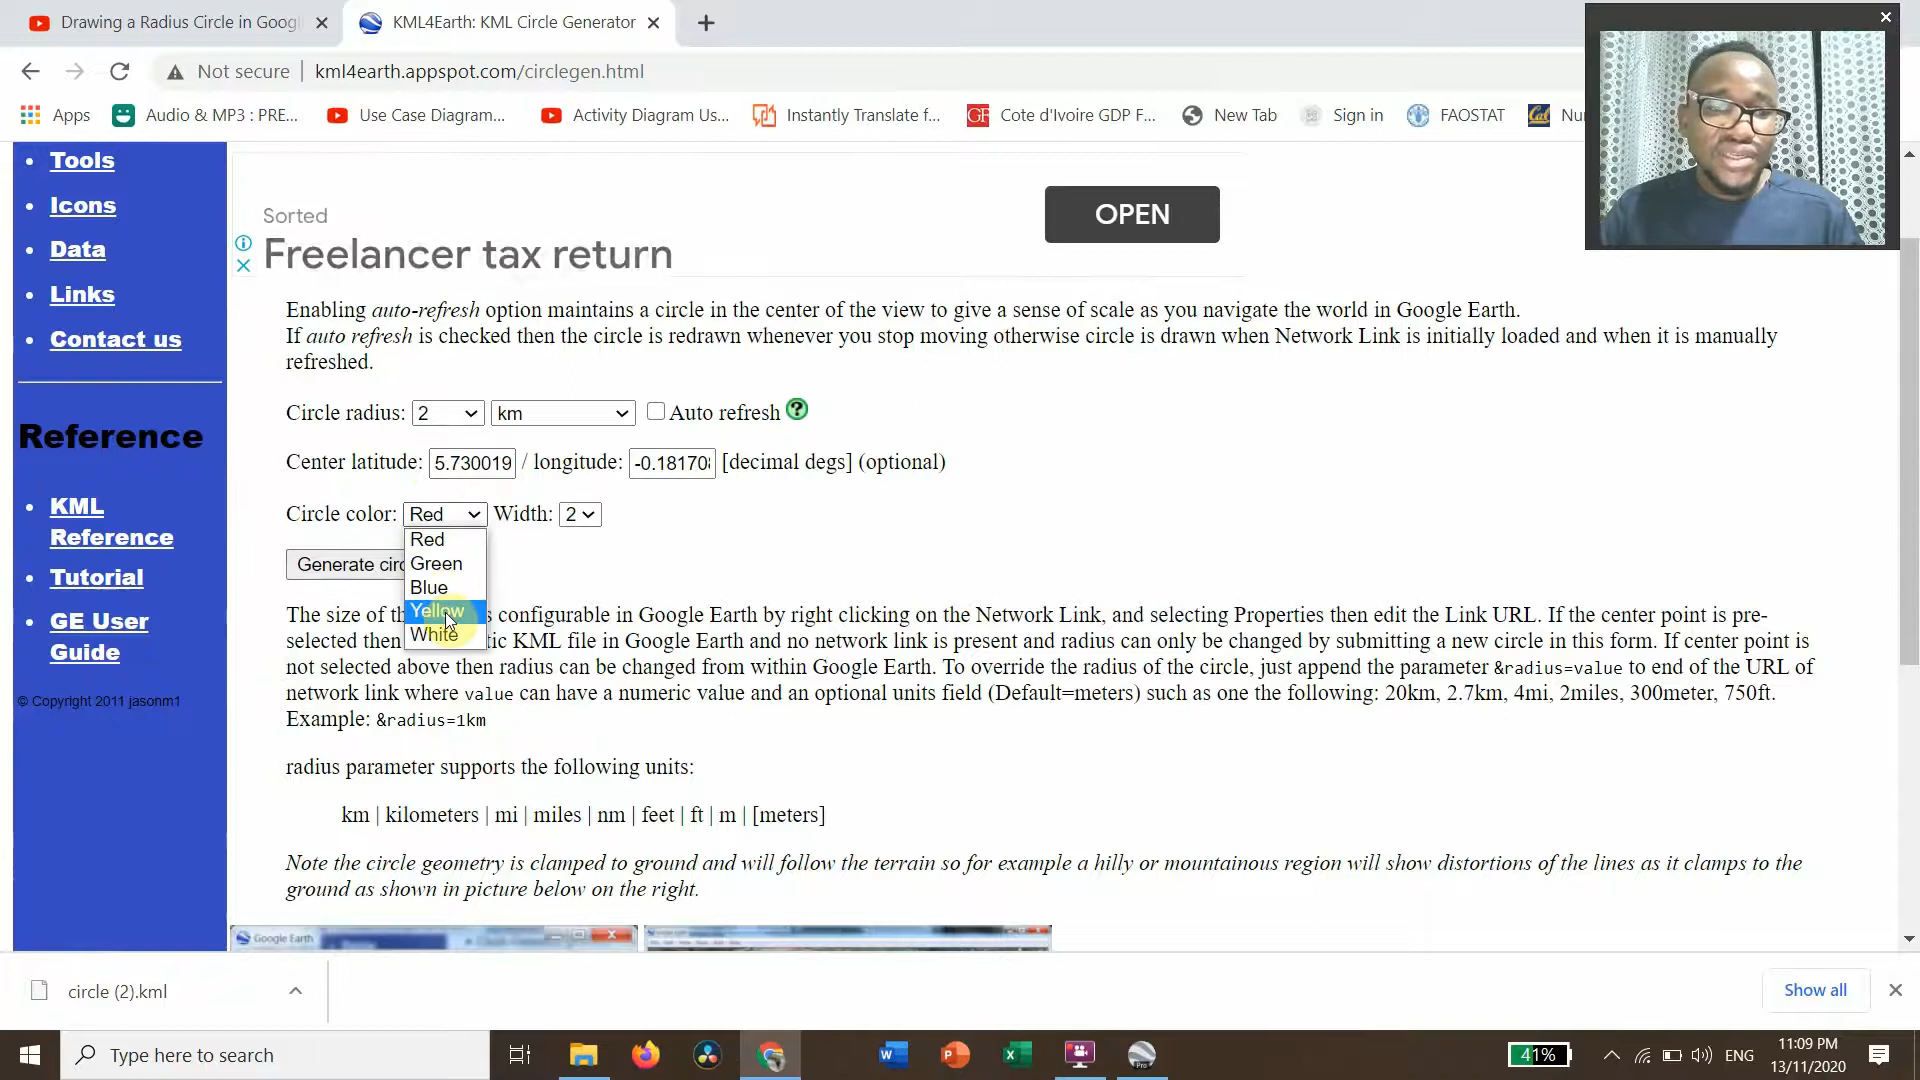 Drawing a Radius Circle in Googl
KML4Earth: KML Circle Generator
Not secure
kml4earth.appspot.com/circlegen.html
Apps
Audio & MP3 : PRE...
Use Case Diagram...
Activity Diagram Us...
Instantly Translate f...
GP
Cote d'Ivoire GDP F...
New Tab
Sign in
FAOSTAT
Cal
Tools
Icons
Data
Links
Contact us
Reference
KML
Reference
Tutorial
GE User
Guide
© Copyright 2011 jasonm1
Sorted
Freelancer tax return
OPEN
Enabling auto-refresh option maintains a circle in the center of the view to give a sense of scale as you navigate the world in Google Earth.
If auto refresh is checked then the circle is redrawn whenever you stop moving otherwise circle is drawn when Network Link is initially loaded and when it is manually
refreshed.
Circle radius: 2 km Auto refresh ?
Center latitude: 5.730019 / longitude: -0.18170 [decimal degs] (optional)
Circle color: Red Width: 2
Red
Green
Blue
Yellow
White
Generate circ
The size of th s configurable in Google Earth by right clicking on the Network Link, and selecting Properties then edit the Link URL. If the center point is pre-
selected then tic KML file in Google Earth and no network link is present and radius can only be changed by submitting a new circle in this form. If center point is
not selected above then radius can be changed from within Google Earth. To override the radius of the circle, just append the parameter &radius=value to end of the URL of
network link where value can have a numeric value and an optional units field (Default=meters) such as one the following: 20km, 2.7km, 4mi, 2miles, 300meter, 750ft.
Example: &radius=1km
radius parameter supports the following units:
km | kilometers | mi | miles | nm | feet | ft | m | [meters]
Note the circle geometry is clamped to ground and will follow the terrain so for example a hilly or mountainous region will show distortions of the lines as it clamps to the
ground as shown in picture below on the right.
Google Earth
circle (2).kml
Show all
Type here to search
Pro
41%
ENG
11:09 PM
13/11/2020